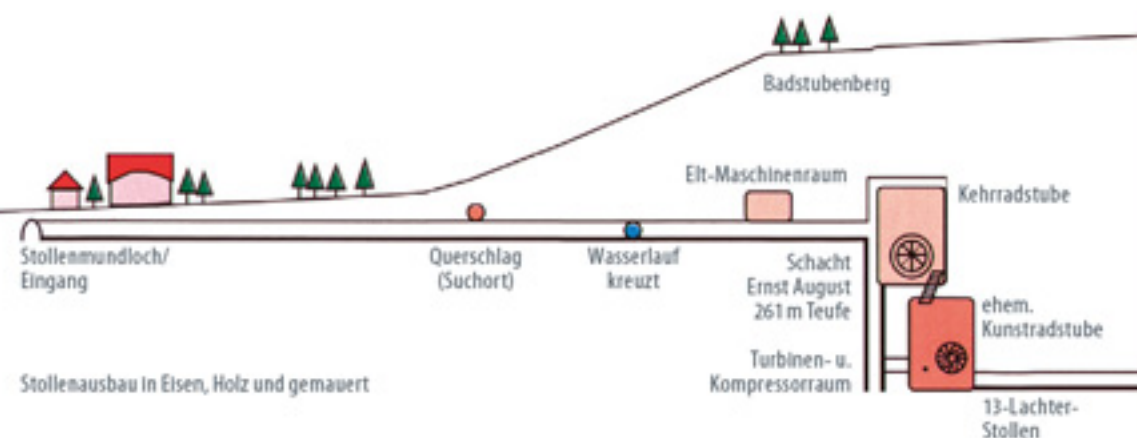 Badstubenberg
Elt-Maschinenraum
Kehrradstube
Stollenmundloch/
Eingang
Querschlag
(Suchort)
Wasserlauf
kreuzt
Schacht
Ernst August
261 m Teufe
ehem.
Kunstradstube
Turbinen- u.
Kompressorraum
Stollenausbau in Eisen, Holz und gemauert
13-Lachter-
Stollen